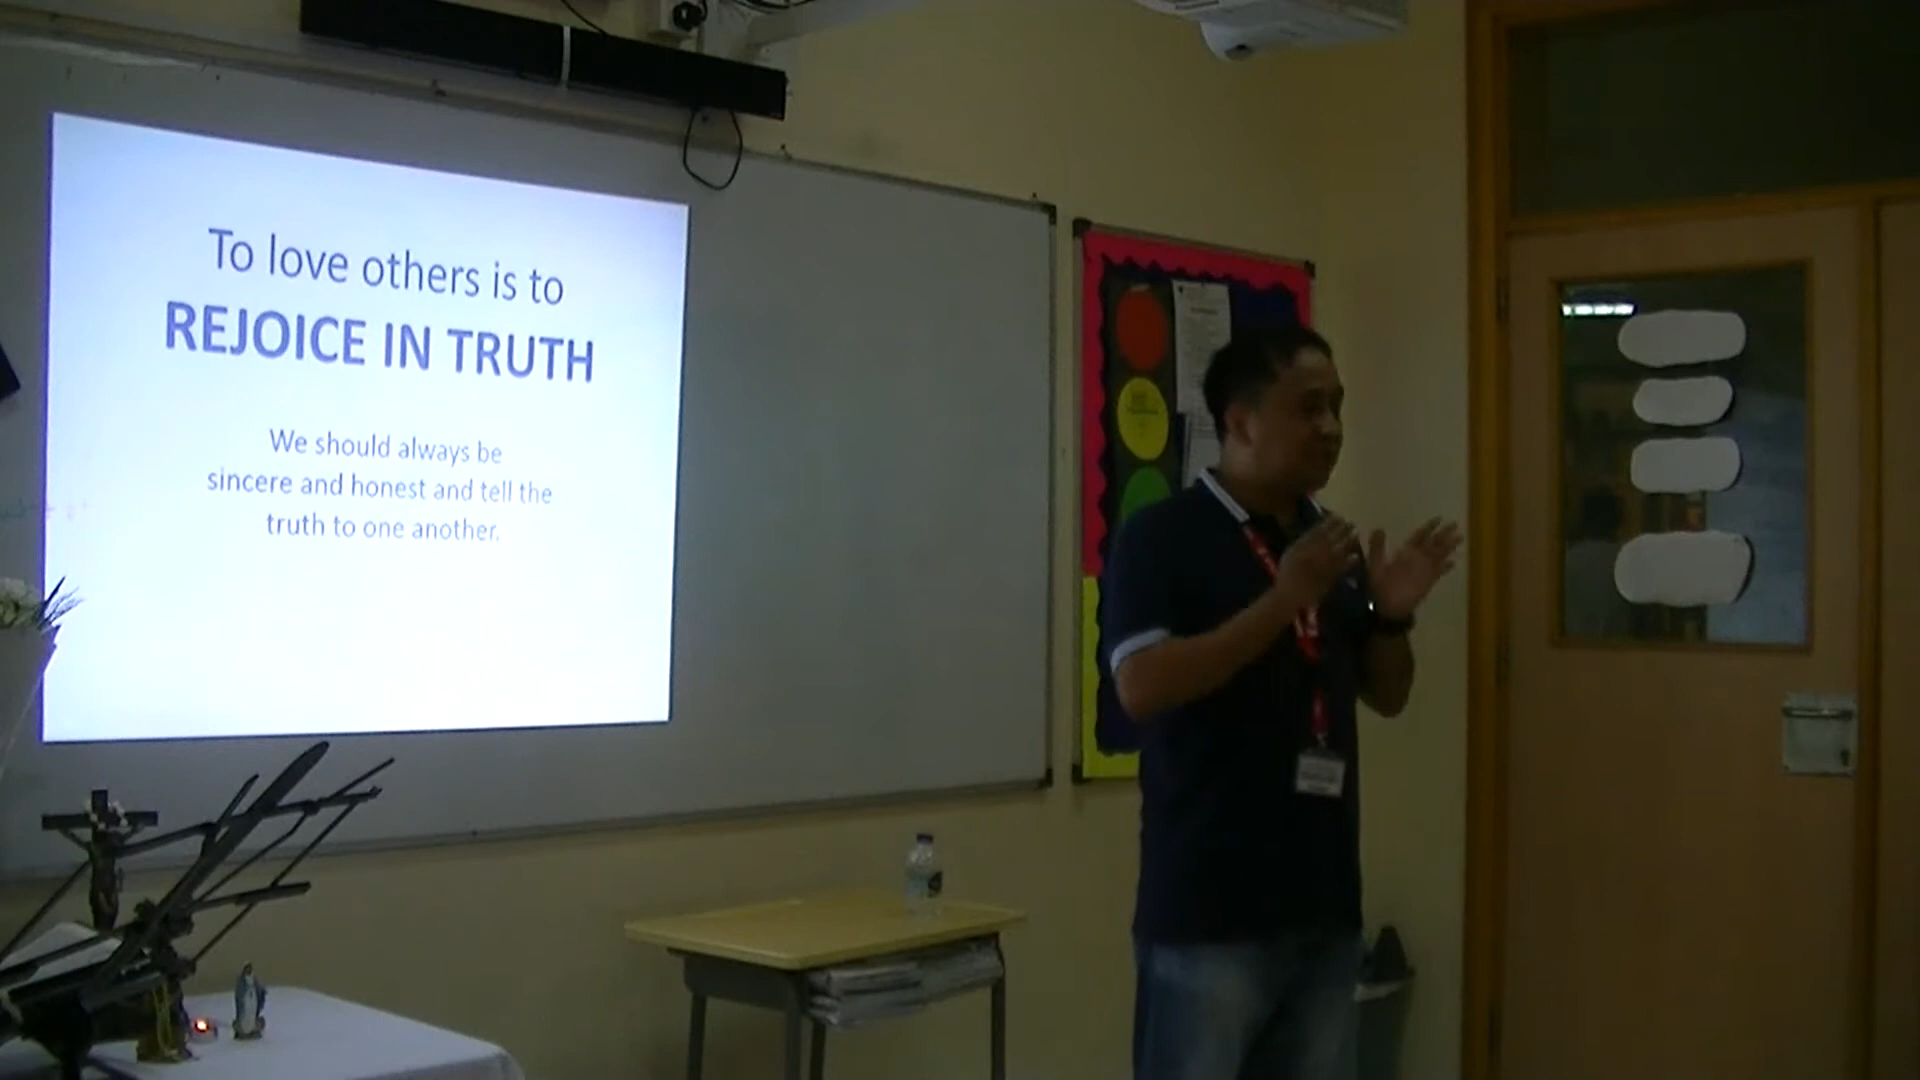 To love others is to
REJOICE IN TRUTH
We should always be
sincere and honest and tell the
truth to one another.